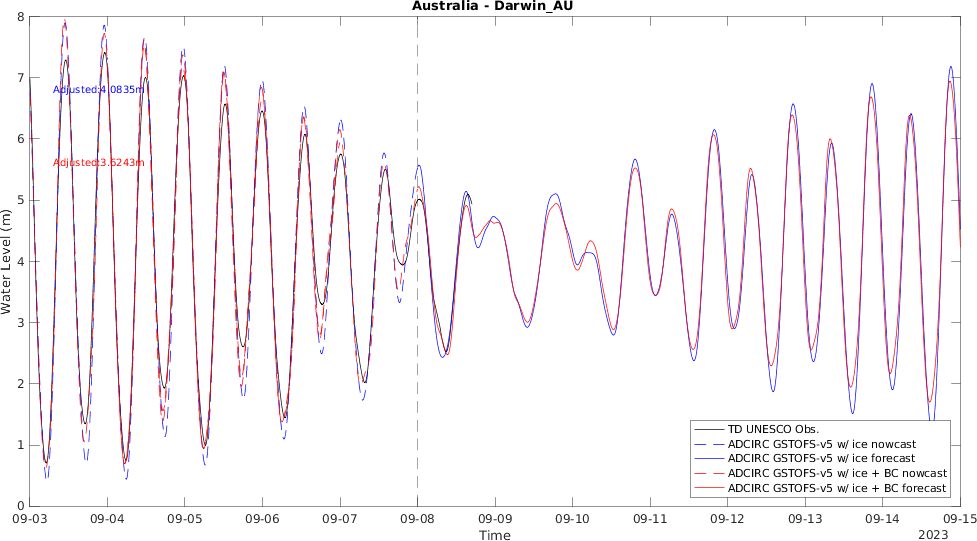 Australia - Darwin_AU
8
7
6
5
4
3
2
1
0
Water Level (m)
Adjusted:4.0835m
Adjusted:3.6243m
TD UNESCO Obs.
ADCIRC GSTOFS-v5 w/ ice nowcast
ADCIRC GSTOFS-v5 w/ ice forecast
ADCIRC GSTOFS-v5 w/ ice + BC nowcast
ADCIRC GSTOFS-v5 w/ ice + BC forecast
09-03 09-04 09-05 09-06 09-07 09-08 09-09 09-10 09-11 09-12 09-13 09-14 09-15
Time
2023